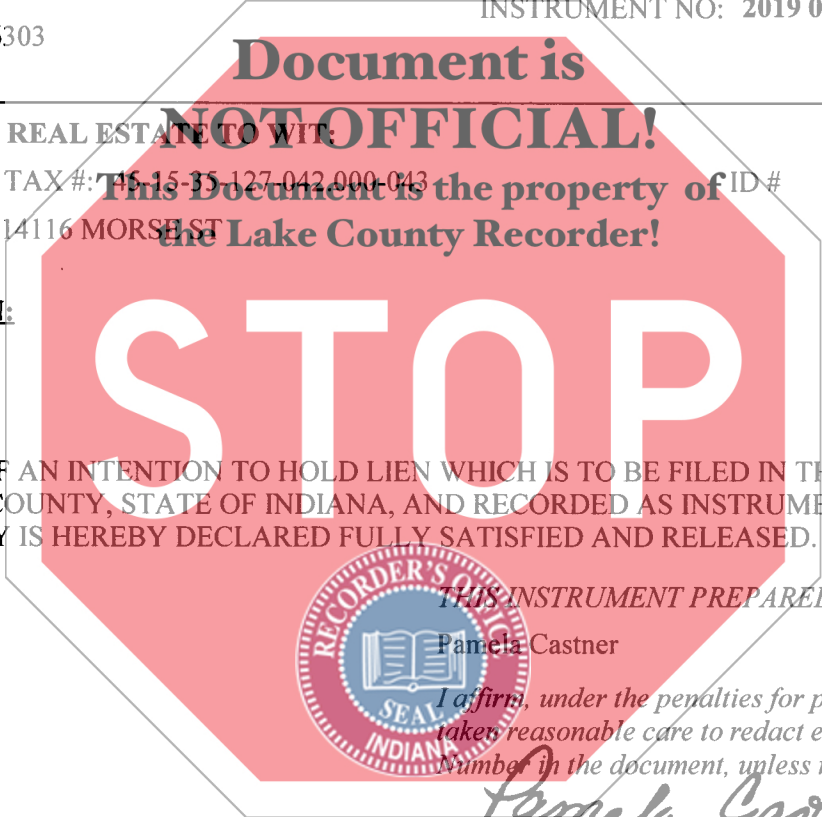 INSTRUMENT NO: 2019 0
303
Document is
NOT OFFICIAL!
REAL ESTATE TO WIT:
TAX #: 45-15-35-127-042.000-043 ID #
This Document is the property of
14116 MORSE ST
the Lake County Recorder!
STOP
AN INTENTION TO HOLD LIEN WHICH IS TO BE FILED IN TH
COUNTY, STATE OF INDIANA, AND RECORDED AS INSTRUME
Y IS HEREBY DECLARED FULLY SATISFIED AND RELEASED.
THIS INSTRUMENT PREPARED
Pamela Castner
RECORDER'S OFFIC
SEAL
INDIANA
I affirm, under the penalties for p
taken reasonable care to redact e
Number in the document, unless r
Pamela Cas